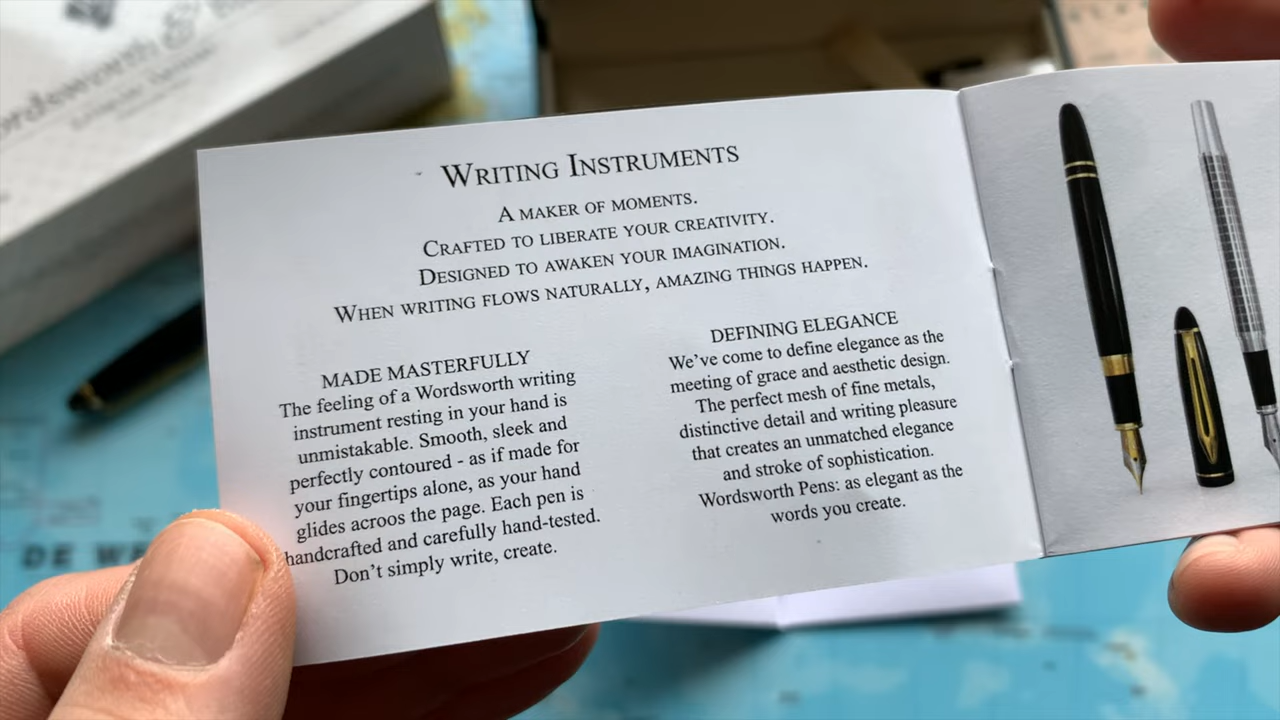 WRITING INSTRUMENTS
A MAKER OF MOMENTS.
CRAFTED TO LIBERATE YOUR CREATIVITY.
DESIGNED TO AWAKEN YOUR IMAGINATION.
WHEN WRITING FLOWS NATURALLY, AMAZING THINGS HAPPEN.
MADE MASTERFULLY
The feeling of a Wordsworth writing
instrument resting in your hand is
unmistakable. Smooth, sleek and
perfectly contoured - as if made for
your fingertips alone, as your hand
glides acroos the page. Each pen is
handcrafted and carefully hand-tested.
Don't simply write, create.
DEFINING ELEGANCE
We've come to define elegance as the
meeting of grace and aesthetic design.
The perfect mesh of fine metals,
distinctive detail and writing pleasure
that creates an unmatched elegance
and stroke of sophistication.
Wordsworth Pens: as elegant as the
words you create.
ordsworth &
DE